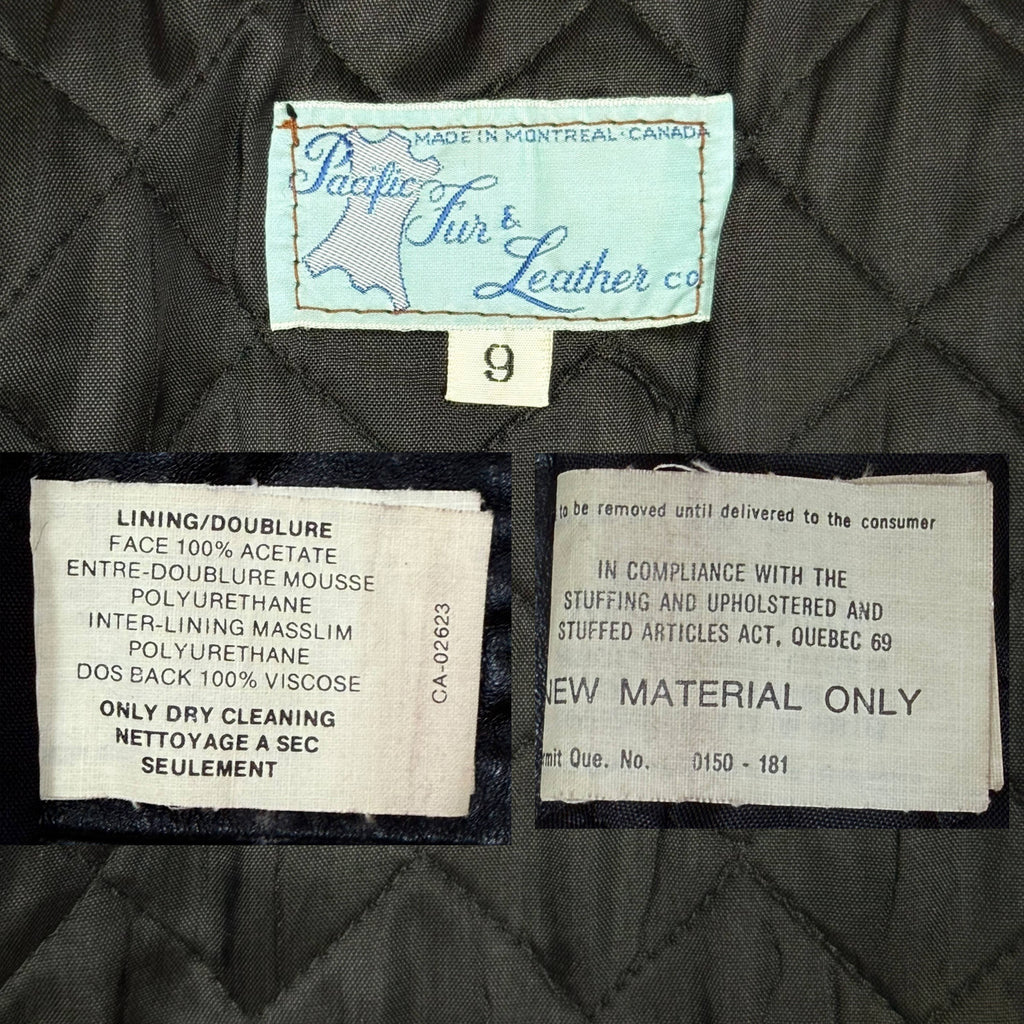 MADE IN MONTREAL·CANADA
Pacific
Fur &
Leather co
9
LINING/DOUBLURE
FACE 100% ACETATE
ENTRE-DOUBLURE MOUSSE
POLYURETHANE
INTER-LINING MASSLIM
POLYURETHANE
DOS BACK 100% VISCOSE
ONLY DRY CLEANING
NETTOYAGE A SEC
SEULEMENT
CA-02623
to be removed until delivered to the consumer
IN COMPLIANCE WITH THE
STUFFING AND UPHOLSTERED AND
STUFFED ARTICLES ACT, QUEBEC 69
NEW MATERIAL ONLY
mit Que. No. 0150 - 181